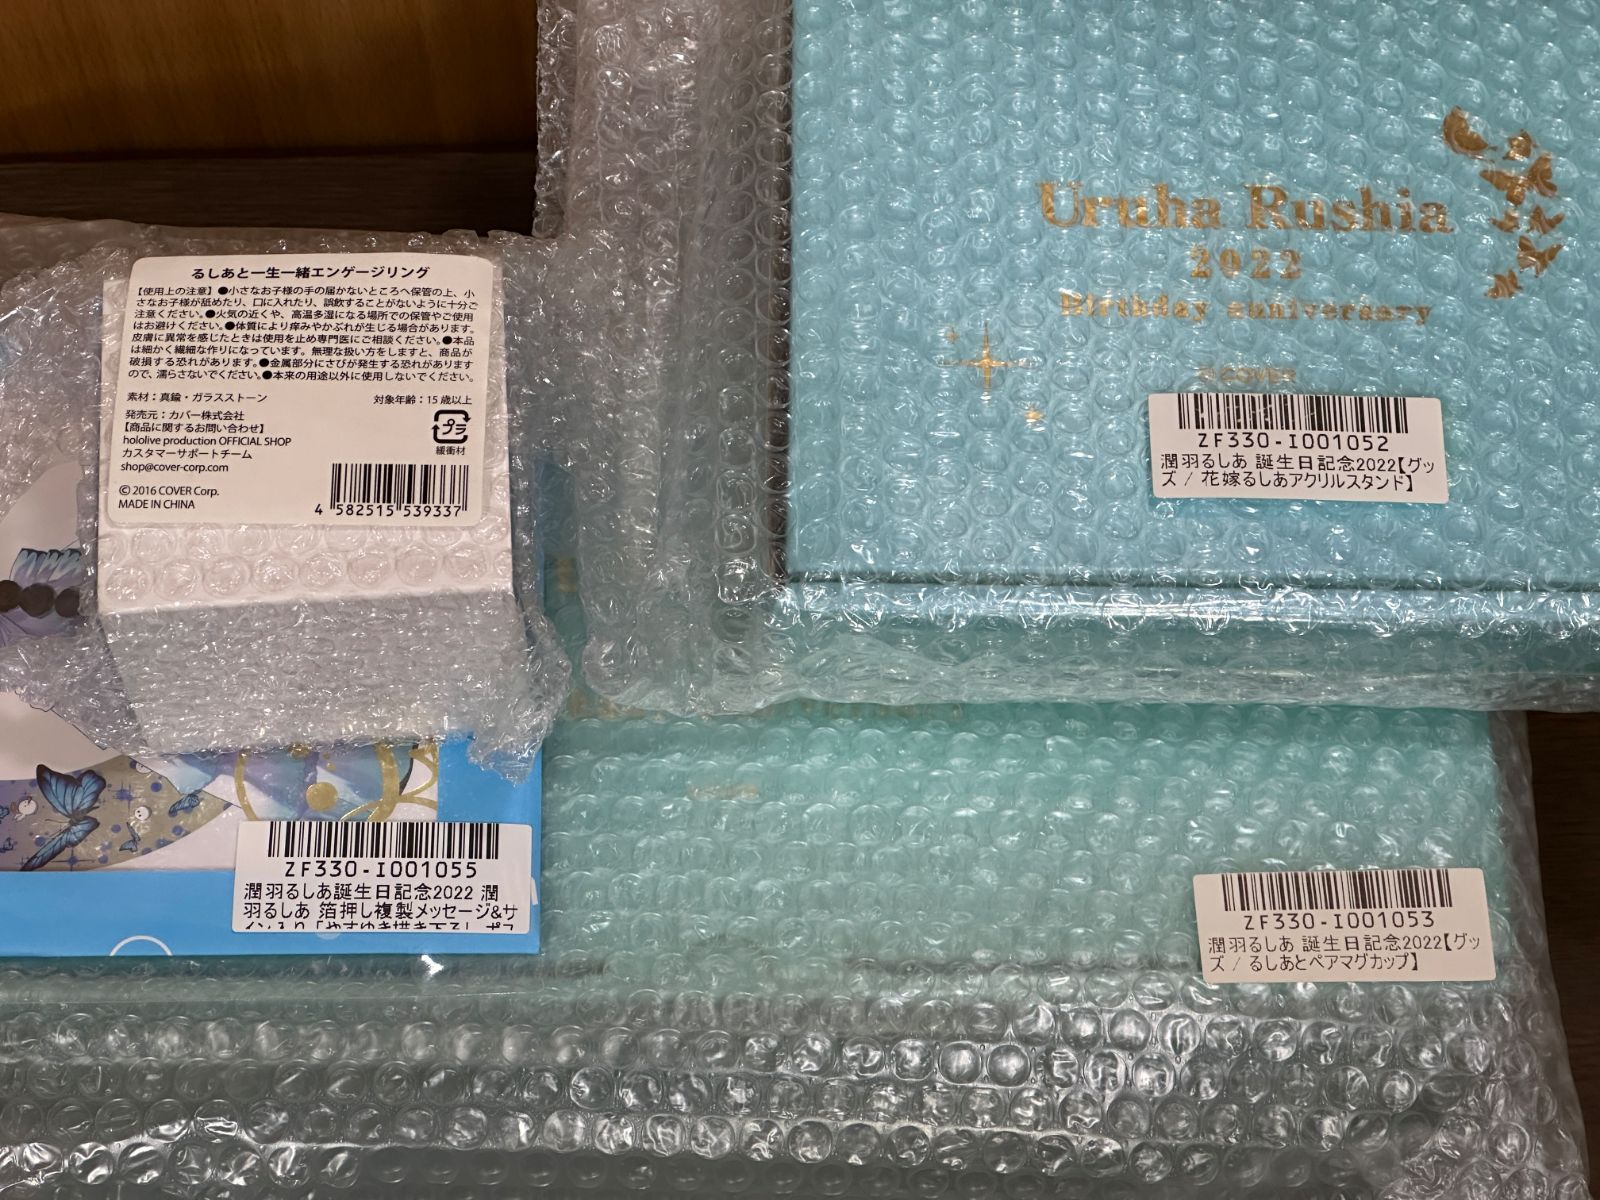 るしあと一生一緒エンゲージリング
【使用上の注意】●小さなお子様の手の届かないところへ保管の上、小
さなお子様が舐めたり、口に入れたり、誤飲することがないように十分ご
注意ください。●火気の近くや、高温多湿になる場所での保管やご使用
はお避けください。●体質により痒みやかぶれが生じる場合があります。
皮膚に異常を感じたときは使用を止め専門医にご相談ください。●本品
は細かく繊細な作りになっています。無理な扱い方をしますと、商品が
破損する恐れがあります。●金属部分にさびが発生する恐れがあります
ので、濡らさないでください。●本来の用途以外に使用しないでください。
素材：真鍮・ガラスストーン
対象年齢：15歳以上
発売元：カバー株式会社
【商品に関するお問い合わせ】
hololive production OFFICIAL SHOP
カスタマーサポートチーム
shop@cover-corp.com
プラ
緩衝材
© 2016 COVER Corp.
MADE IN CHINA
4 582515 539337
Uruha Rushia
2022
Birthday anniversary
© COVER
ZF330-I001052
潤羽るしあ 誕生日記念2022【グッ
ズ / 花嫁るしあアクリルスタンド】
ZF330-I001055
潤羽るしあ誕生日記念2022 潤
羽るしあ 箔押し複製メッセージ&サ
イン入り「やすゆき描き下ろし ポス
ZF330-I001053
潤羽るしあ 誕生日記念2022【グッ
ズ / るしあとペアマグカップ】